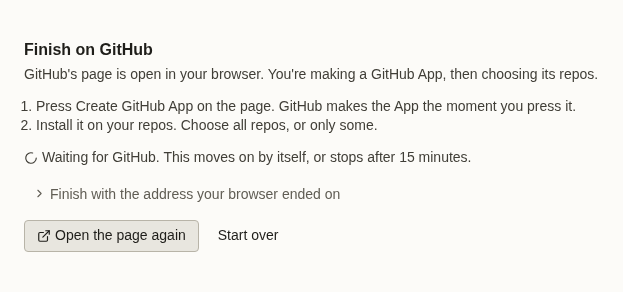 Finish on GitHub
GitHub's page is open in your browser. You're making a GitHub App, then choosing its repos.
1. Press Create GitHub App on the page. GitHub makes the App the moment you press it.
2. Install it on your repos. Choose all repos, or only some.
Waiting for GitHub. This moves on by itself, or stops after 15 minutes.
Finish with the address your browser ended on
Open the page again
Start over